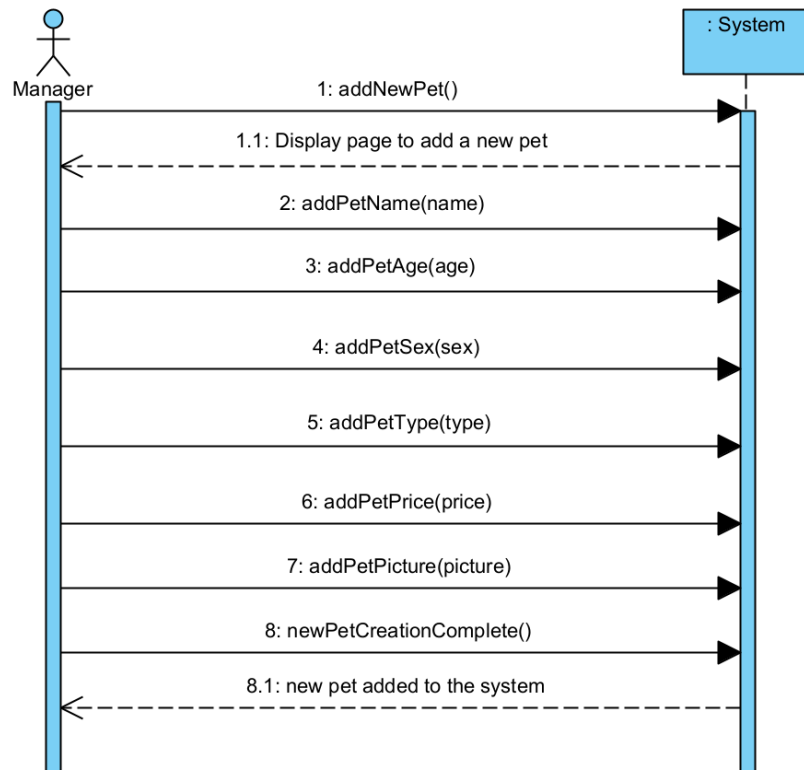 : System
Manager
1: addNewPet()
1.1: Display page to add a new pet
2: addPetName(name)
3: addPetAge(age)
4: addPetSex(sex)
5: addPetType(type)
6: addPetPrice(price)
7: addPetPicture(picture)
8: newPetCreationComplete()
8.1: new pet added to the system